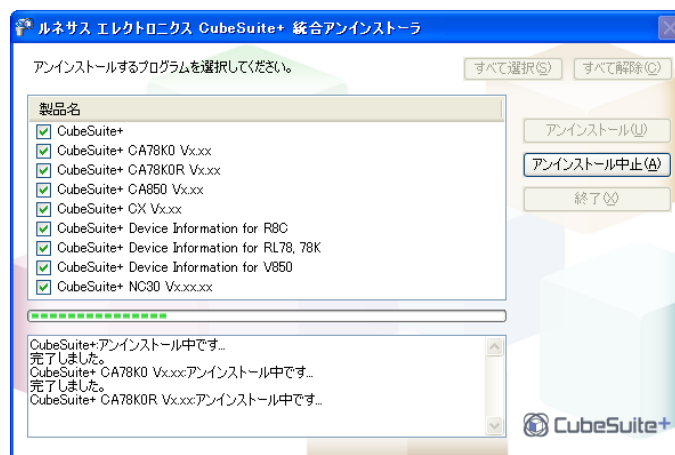 ルネサス エレクトロニクス CubeSuite+ 統合アンインストーラ
アンインストールするプログラムを選択してください。
すべて選択(S)
すべて解除(C)
製品名
CubeSuite+
CubeSuite+ CA78K0 Vx.xx
CubeSuite+ CA78K0R Vx.xx
CubeSuite+ CA850 Vx.xx
CubeSuite+ CX Vx.xx
CubeSuite+ Device Information for R8C
CubeSuite+ Device Information for RL78, 78K
CubeSuite+ Device Information for V850
CubeSuite+ NC30 Vx.xx.xx
アンインストール(U)
アンインストール中止(A)
終了(X)
CubeSuite+:アンインストール中です...
完了しました。
CubeSuite+ CA78K0 Vx.xx:アンインストール中です...
完了しました。
CubeSuite+ CA78K0R Vx.xx:アンインストール中です...
CubeSuite+